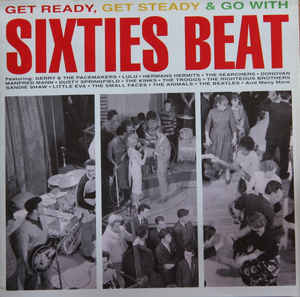 GET READY, GET STEADY & GO WITH
SIXTIES BEAT
Featuring: GERRY & THE PACEMAKERS • LULU • HERMANS HERMITS • THE SEARCHERS • DONOVAN
MANFRED MANN • DUSTY SPRINGFIELD • THE KINKS • THE TROGGS • THE RIGHTEOUS BROTHERS
SANDIE SHAW • LITTLE EVA • THE SMALL FACES • THE ANIMALS • THE BEATLES • And Many More